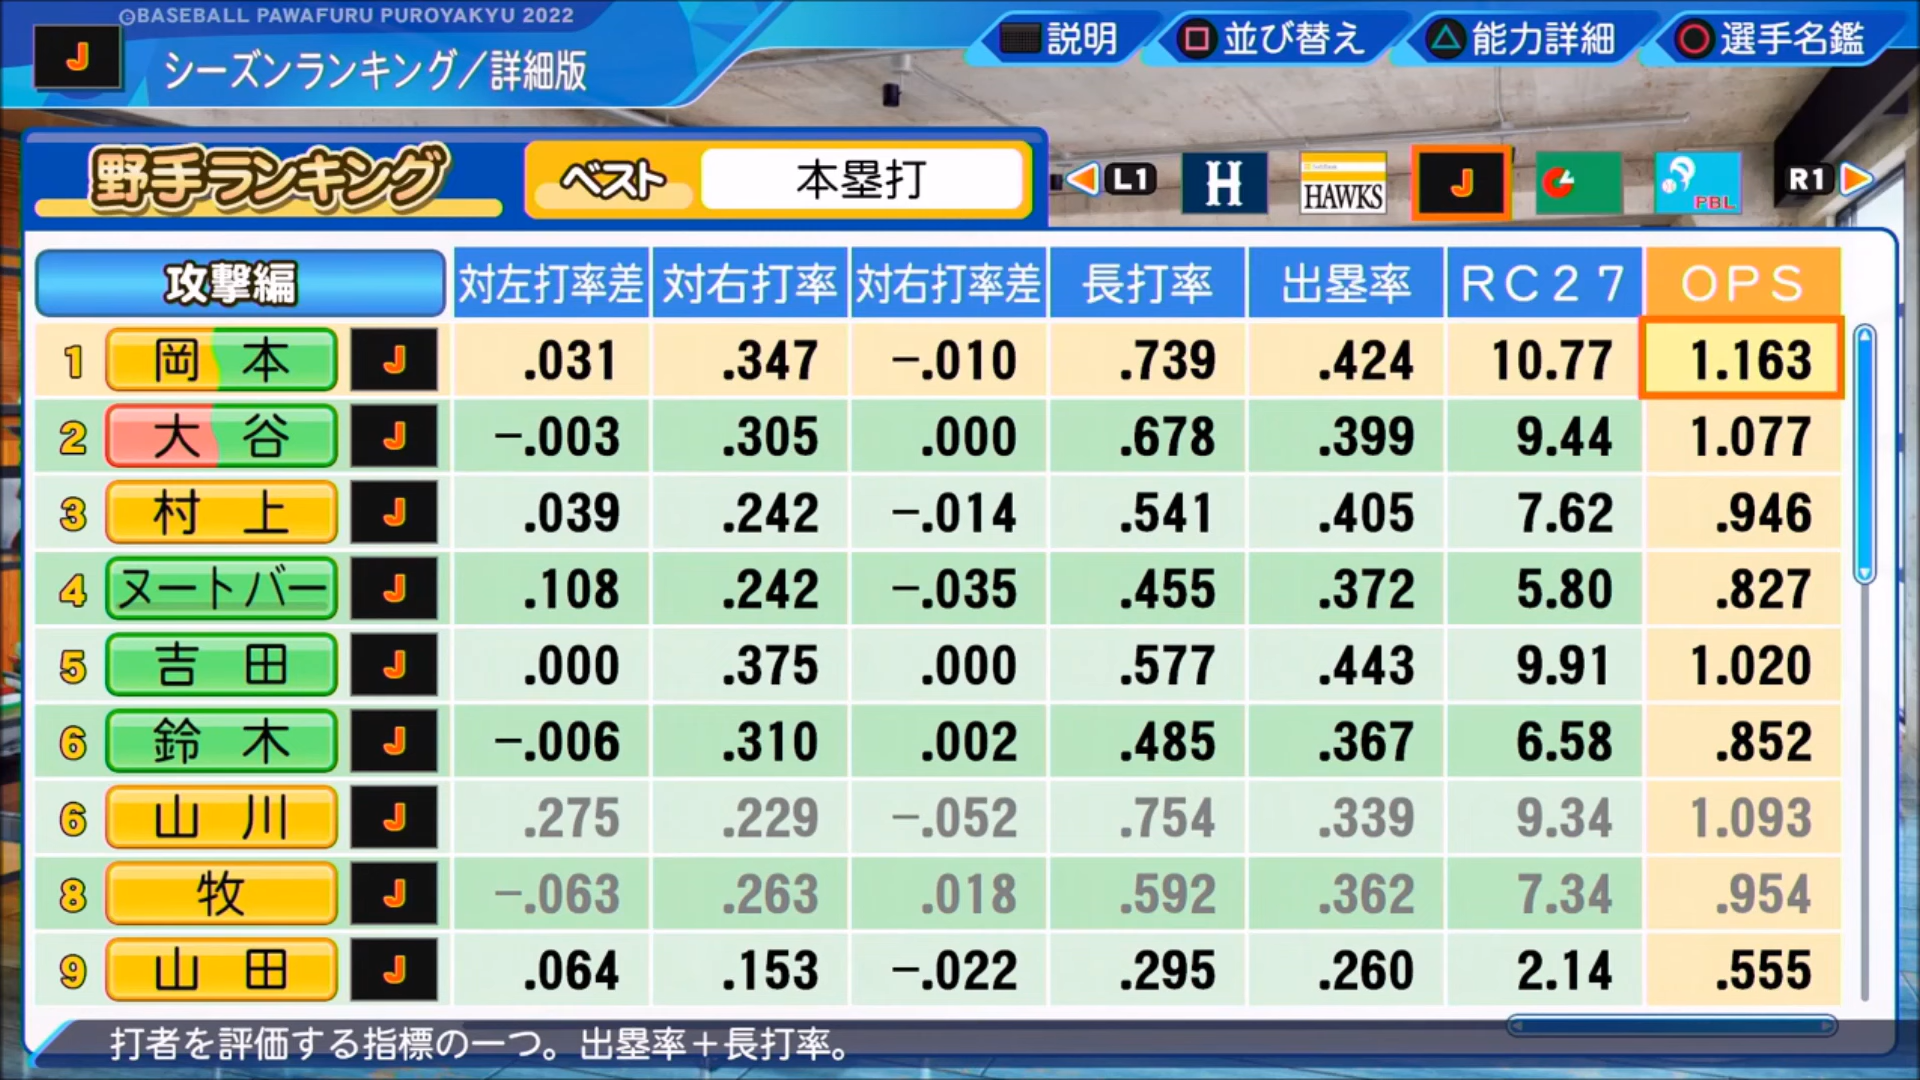 ©BASEBALL PAWAFURU PUROYAKYU 2022
J シーズンランキング／詳細版
説明 並び替え 能力詳細 選手名鑑
野手ランキング ベスト 本塁打
L1 H HAWKS J C PBL R1
攻撃編 対左打率差 対右打率 対右打率差 長打率 出塁率 RC27 OPS
1 岡本 J .031 .347 -.010 .739 .424 10.77 1.163
2 大谷 J -.003 .305 .000 .678 .399 9.44 1.077
3 村上 J .039 .242 -.014 .541 .405 7.62 .946
4 ヌートバー J .108 .242 -.035 .455 .372 5.80 .827
5 吉田 J .000 .375 .000 .577 .443 9.91 1.020
6 鈴木 J -.006 .310 .002 .485 .367 6.58 .852
6 山川 J .275 .229 -.052 .754 .339 9.34 1.093
8 牧 J -.063 .263 .018 .592 .362 7.34 .954
9 山田 J .064 .153 -.022 .295 .260 2.14 .555
打者を評価する指標の一つ。出塁率＋長打率。